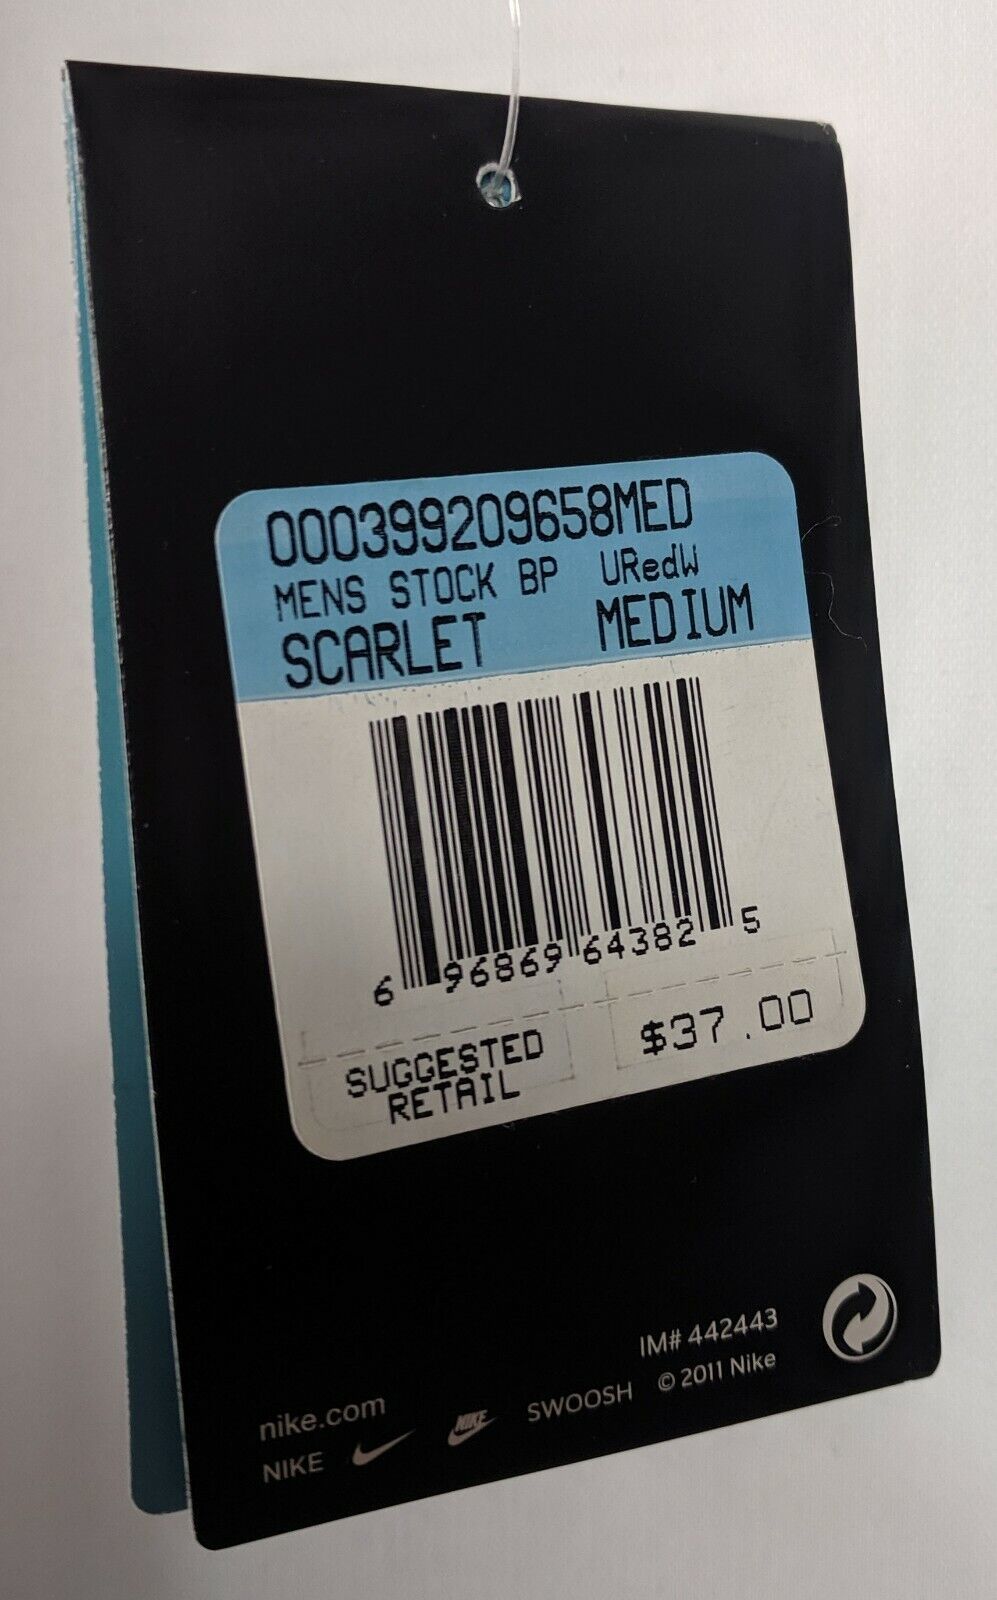 000399209658MED
MENS STOCK BP URedW
SCARLET MEDIUM
6 96869 64382 5
SUGGESTED
RETAIL
$37.00
IM# 442443
© 2011 Nike
nike.com
NIKE NIKE SWOOSH